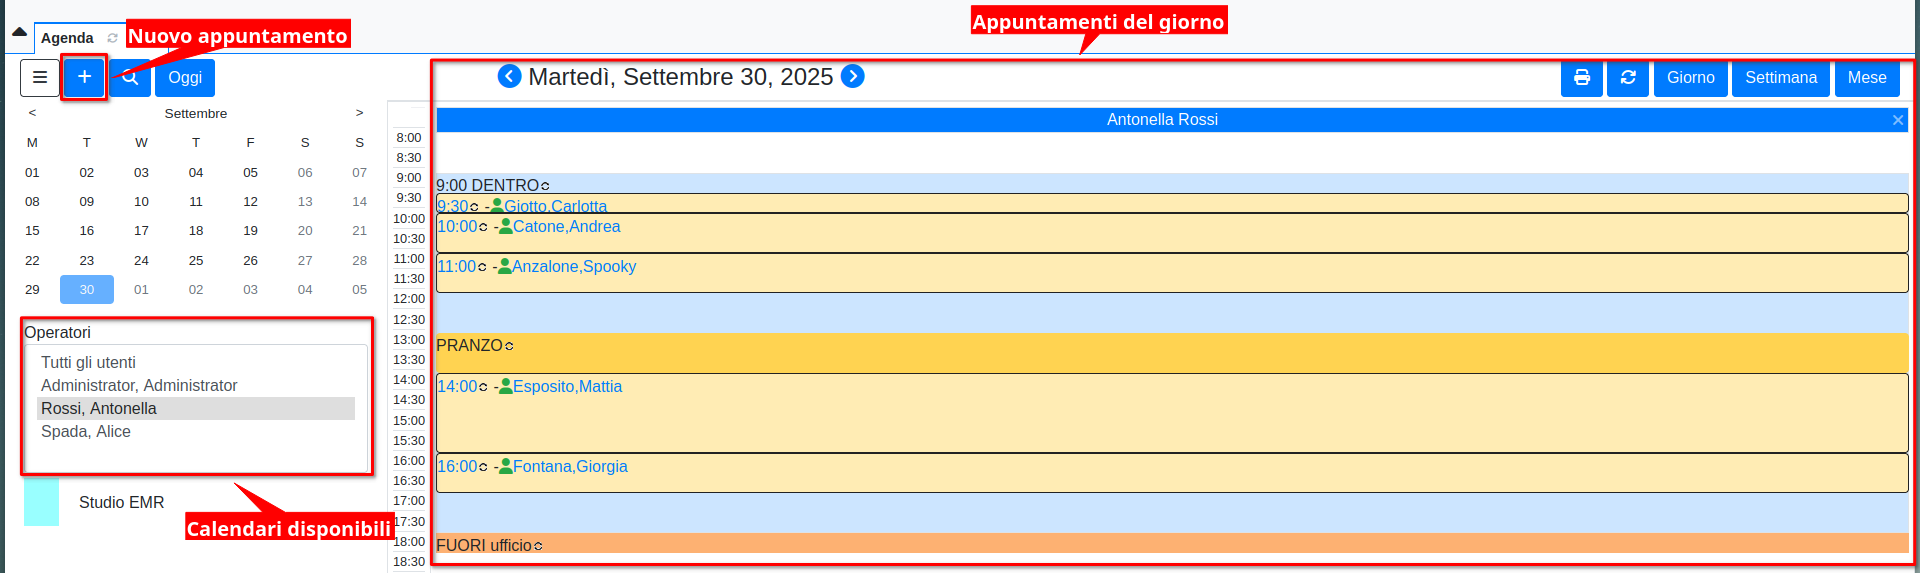 Appuntamenti del giorno
Agenda
Nuovo appuntamento
Oggi
Martedì, Settembre 30, 2025
Giorno
Settimana
Mese
< Settembre >
M T W T F S S
01 02 03 04 05 06 07
08 09 10 11 12 13 14
15 16 17 18 19 20 21
22 23 24 25 26 27 28
29 30 01 02 03 04 05
Operatori
Tutti gli utenti
Administrator, Administrator
Rossi, Antonella
Spada, Alice
Studio EMR
Calendari disponibili
Antonella Rossi
8:00
8:30
9:00
9:30
10:00
10:30
11:00
11:30
12:00
12:30
13:00
13:30
14:00
14:30
15:00
15:30
16:00
16:30
17:00
17:30
18:00
18:30
9:00 DENTRO
9:30 -Giotto,Carlotta
10:00 -Catone,Andrea
11:00 -Anzalone,Spooky
PRANZO
14:00 -Esposito,Mattia
16:00 -Fontana,Giorgia
FUORI ufficio